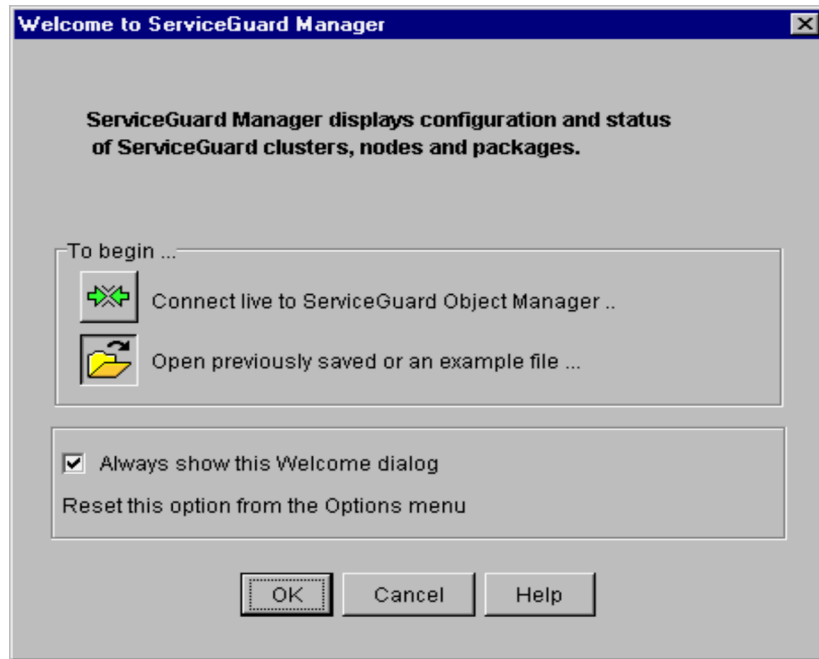 Welcome to ServiceGuard Manager
ServiceGuard Manager displays configuration and status
of ServiceGuard clusters, nodes and packages.
To begin ...
Connect live to ServiceGuard Object Manager ..
Open previously saved or an example file ...
Always show this Welcome dialog
Reset this option from the Options menu
OK Cancel Help